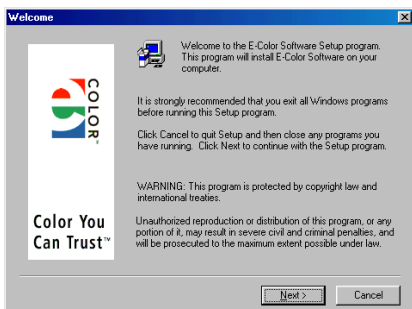 Welcome
Welcome to the E-Color Software Setup program.
This program will install E-Color Software on your
computer.
COLOR™
It is strongly recommended that you exit all Windows programs
before running this Setup program.
Click Cancel to quit Setup and then close any programs you
have running. Click Next to continue with the Setup program.
WARNING: This program is protected by copyright law and
international treaties.
Color You
Can Trust™
Unauthorized reproduction or distribution of this program, or any
portion of it, may result in severe civil and criminal penalties, and
will be prosecuted to the maximum extent possible under law.
Next >
Cancel